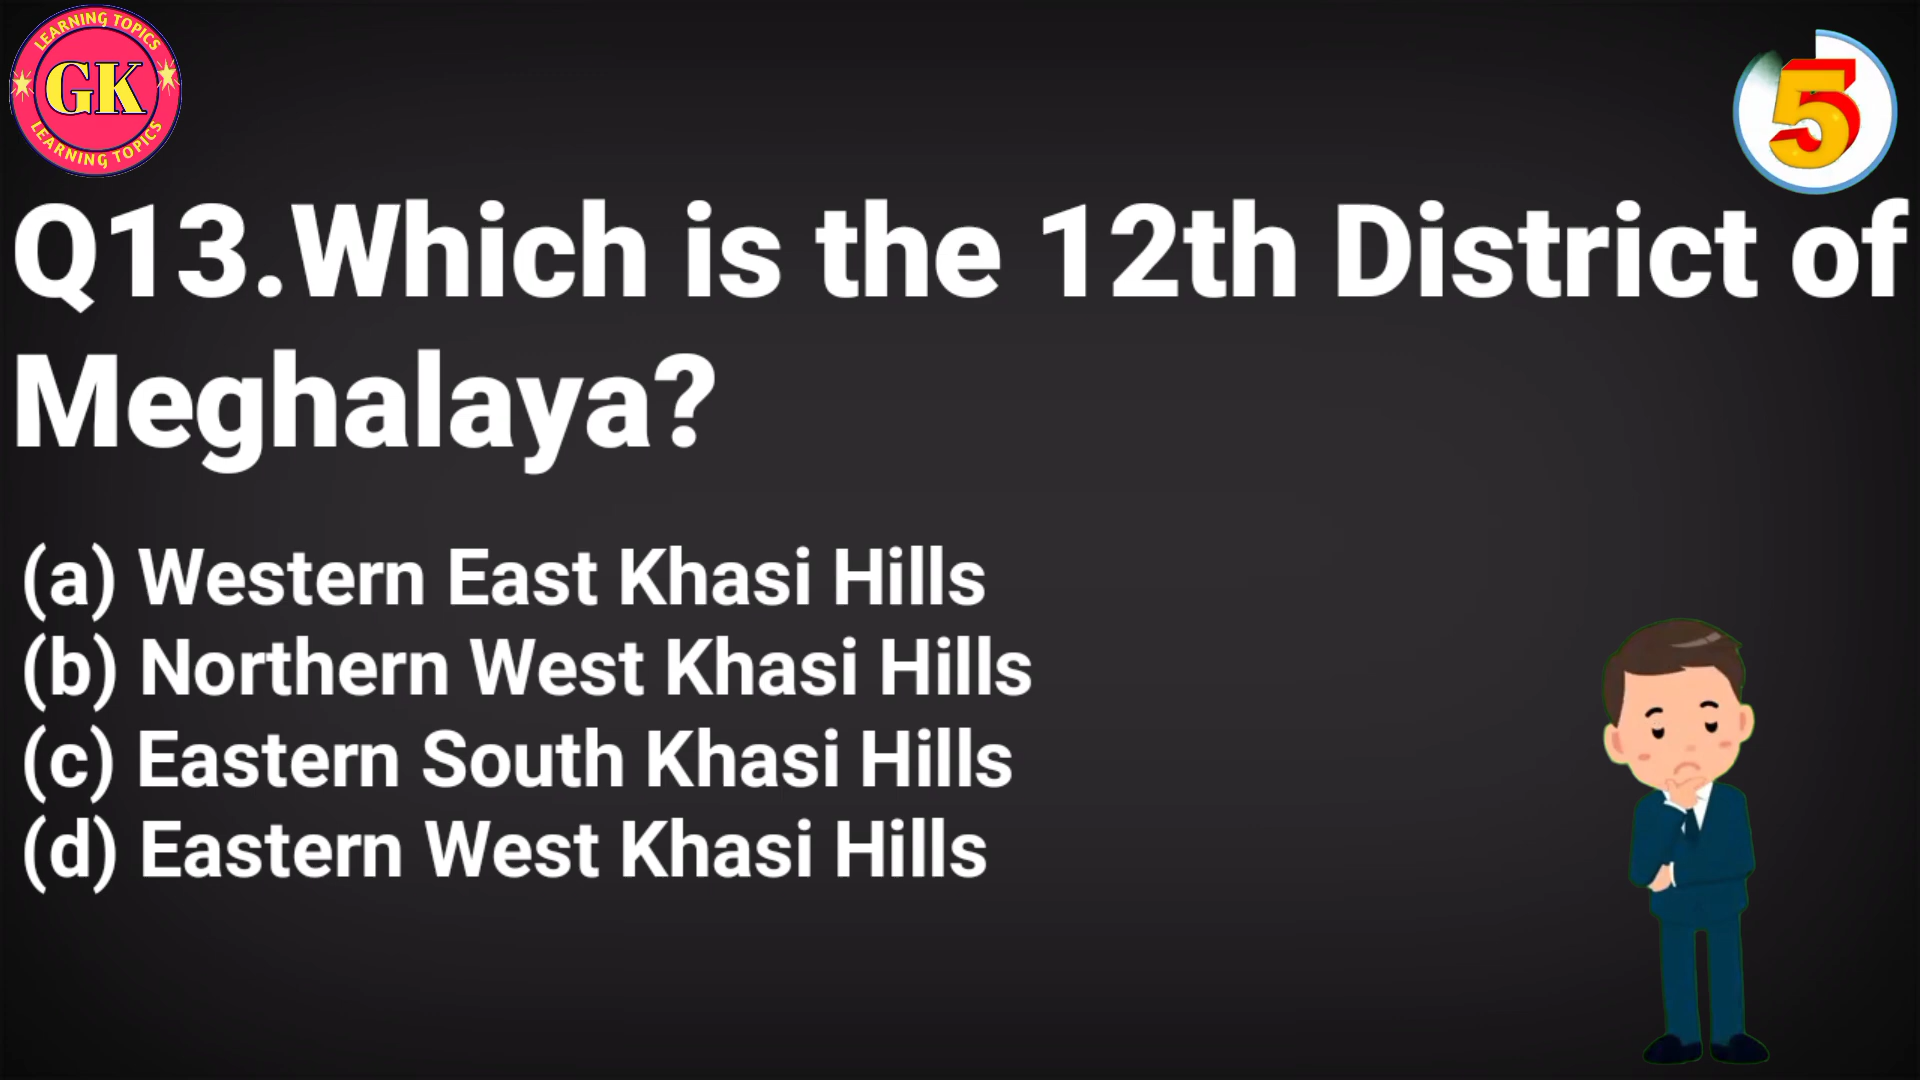 LEARNING TOPICS
GK
LEARNING TOPICS
5
Q13.Which is the 12th District of
Meghalaya?
(a) Western East Khasi Hills
(b) Northern West Khasi Hills
(c) Eastern South Khasi Hills
(d) Eastern West Khasi Hills